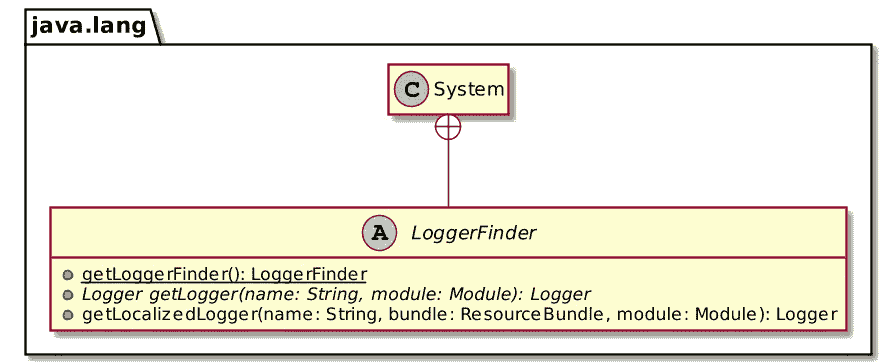 java.lang
C System
A LoggerFinder
getLoggerFinder(): LoggerFinder
Logger getLogger(name: String, module: Module): Logger
getLocalizedLogger(name: String, bundle: ResourceBundle, module: Module): Logger